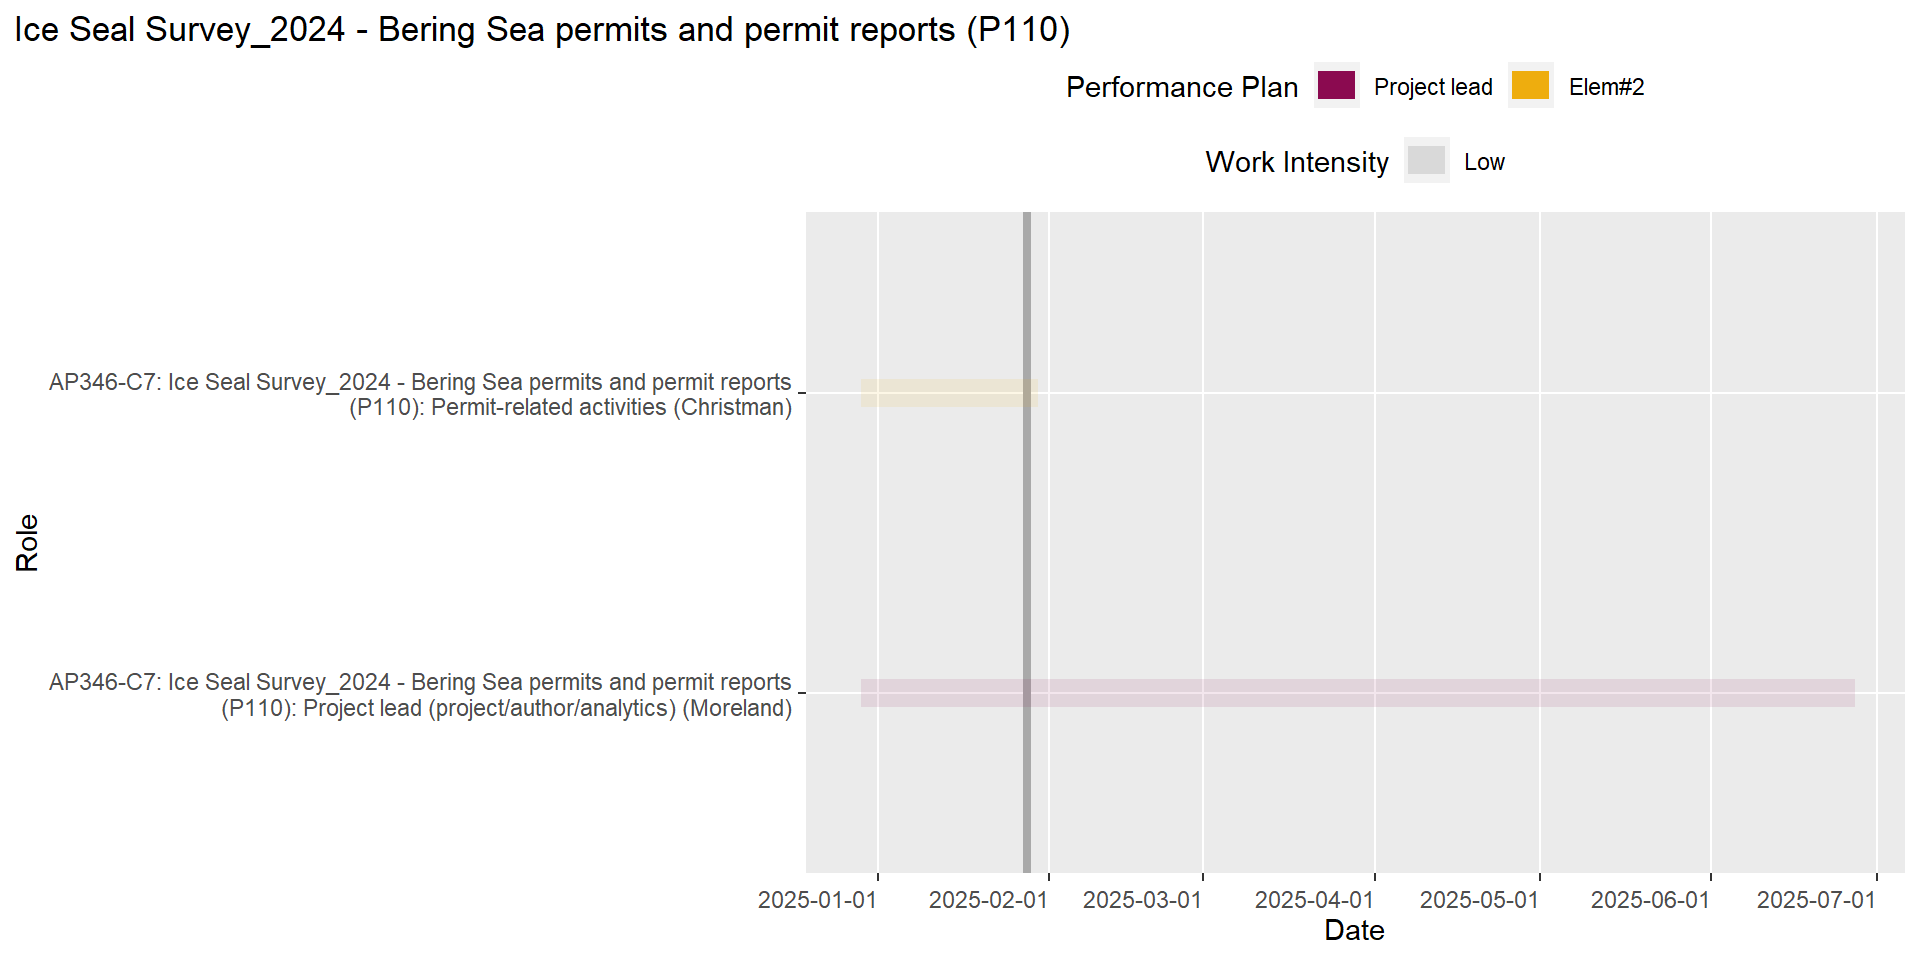 Ice Seal Survey_2024 - Bering Sea permits and permit reports (P110)
Performance Plan Project lead Elem#2
Work Intensity Low
AP346-C7: Ice Seal Survey_2024 - Bering Sea permits and permit reports
(P110): Permit-related activities (Christman)
Role
AP346-C7: Ice Seal Survey_2024 - Bering Sea permits and permit reports
(P110): Project lead (project/author/analytics) (Moreland)
2025-01-01 2025-02-01 2025-03-01 2025-04-01 2025-05-01 2025-06-01 2025-07-01
Date